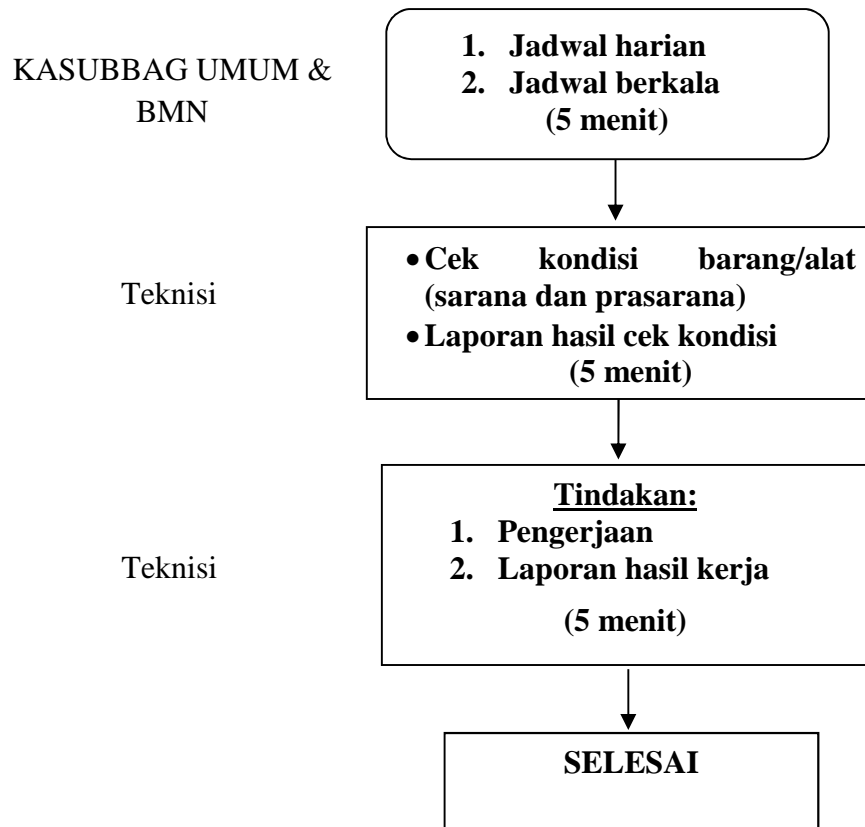 KASUBBAG UMUM &
BMN
1. Jadwal harian
2. Jadwal berkala
(5 menit)
Teknisi
• Cek kondisi barang/alat
(sarana dan prasarana)
• Laporan hasil cek kondisi
(5 menit)
Teknisi
Tindakan:
1. Pengerjaan
2. Laporan hasil kerja
(5 menit)
SELESAI